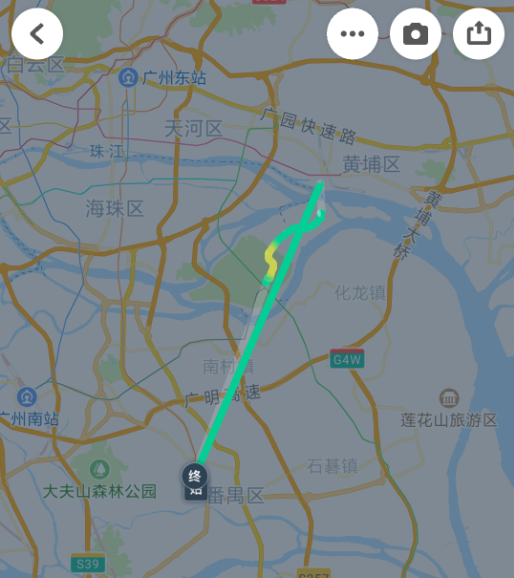 白云区
广州东站
天河区
广园快速路
珠江
黄埔区
海珠区
黄埔大桥
化龙镇
南村镇
G4W
广明高速
广州南站
莲花山旅游区
石碁镇
终
大夫山森林公园
番禺区
S39